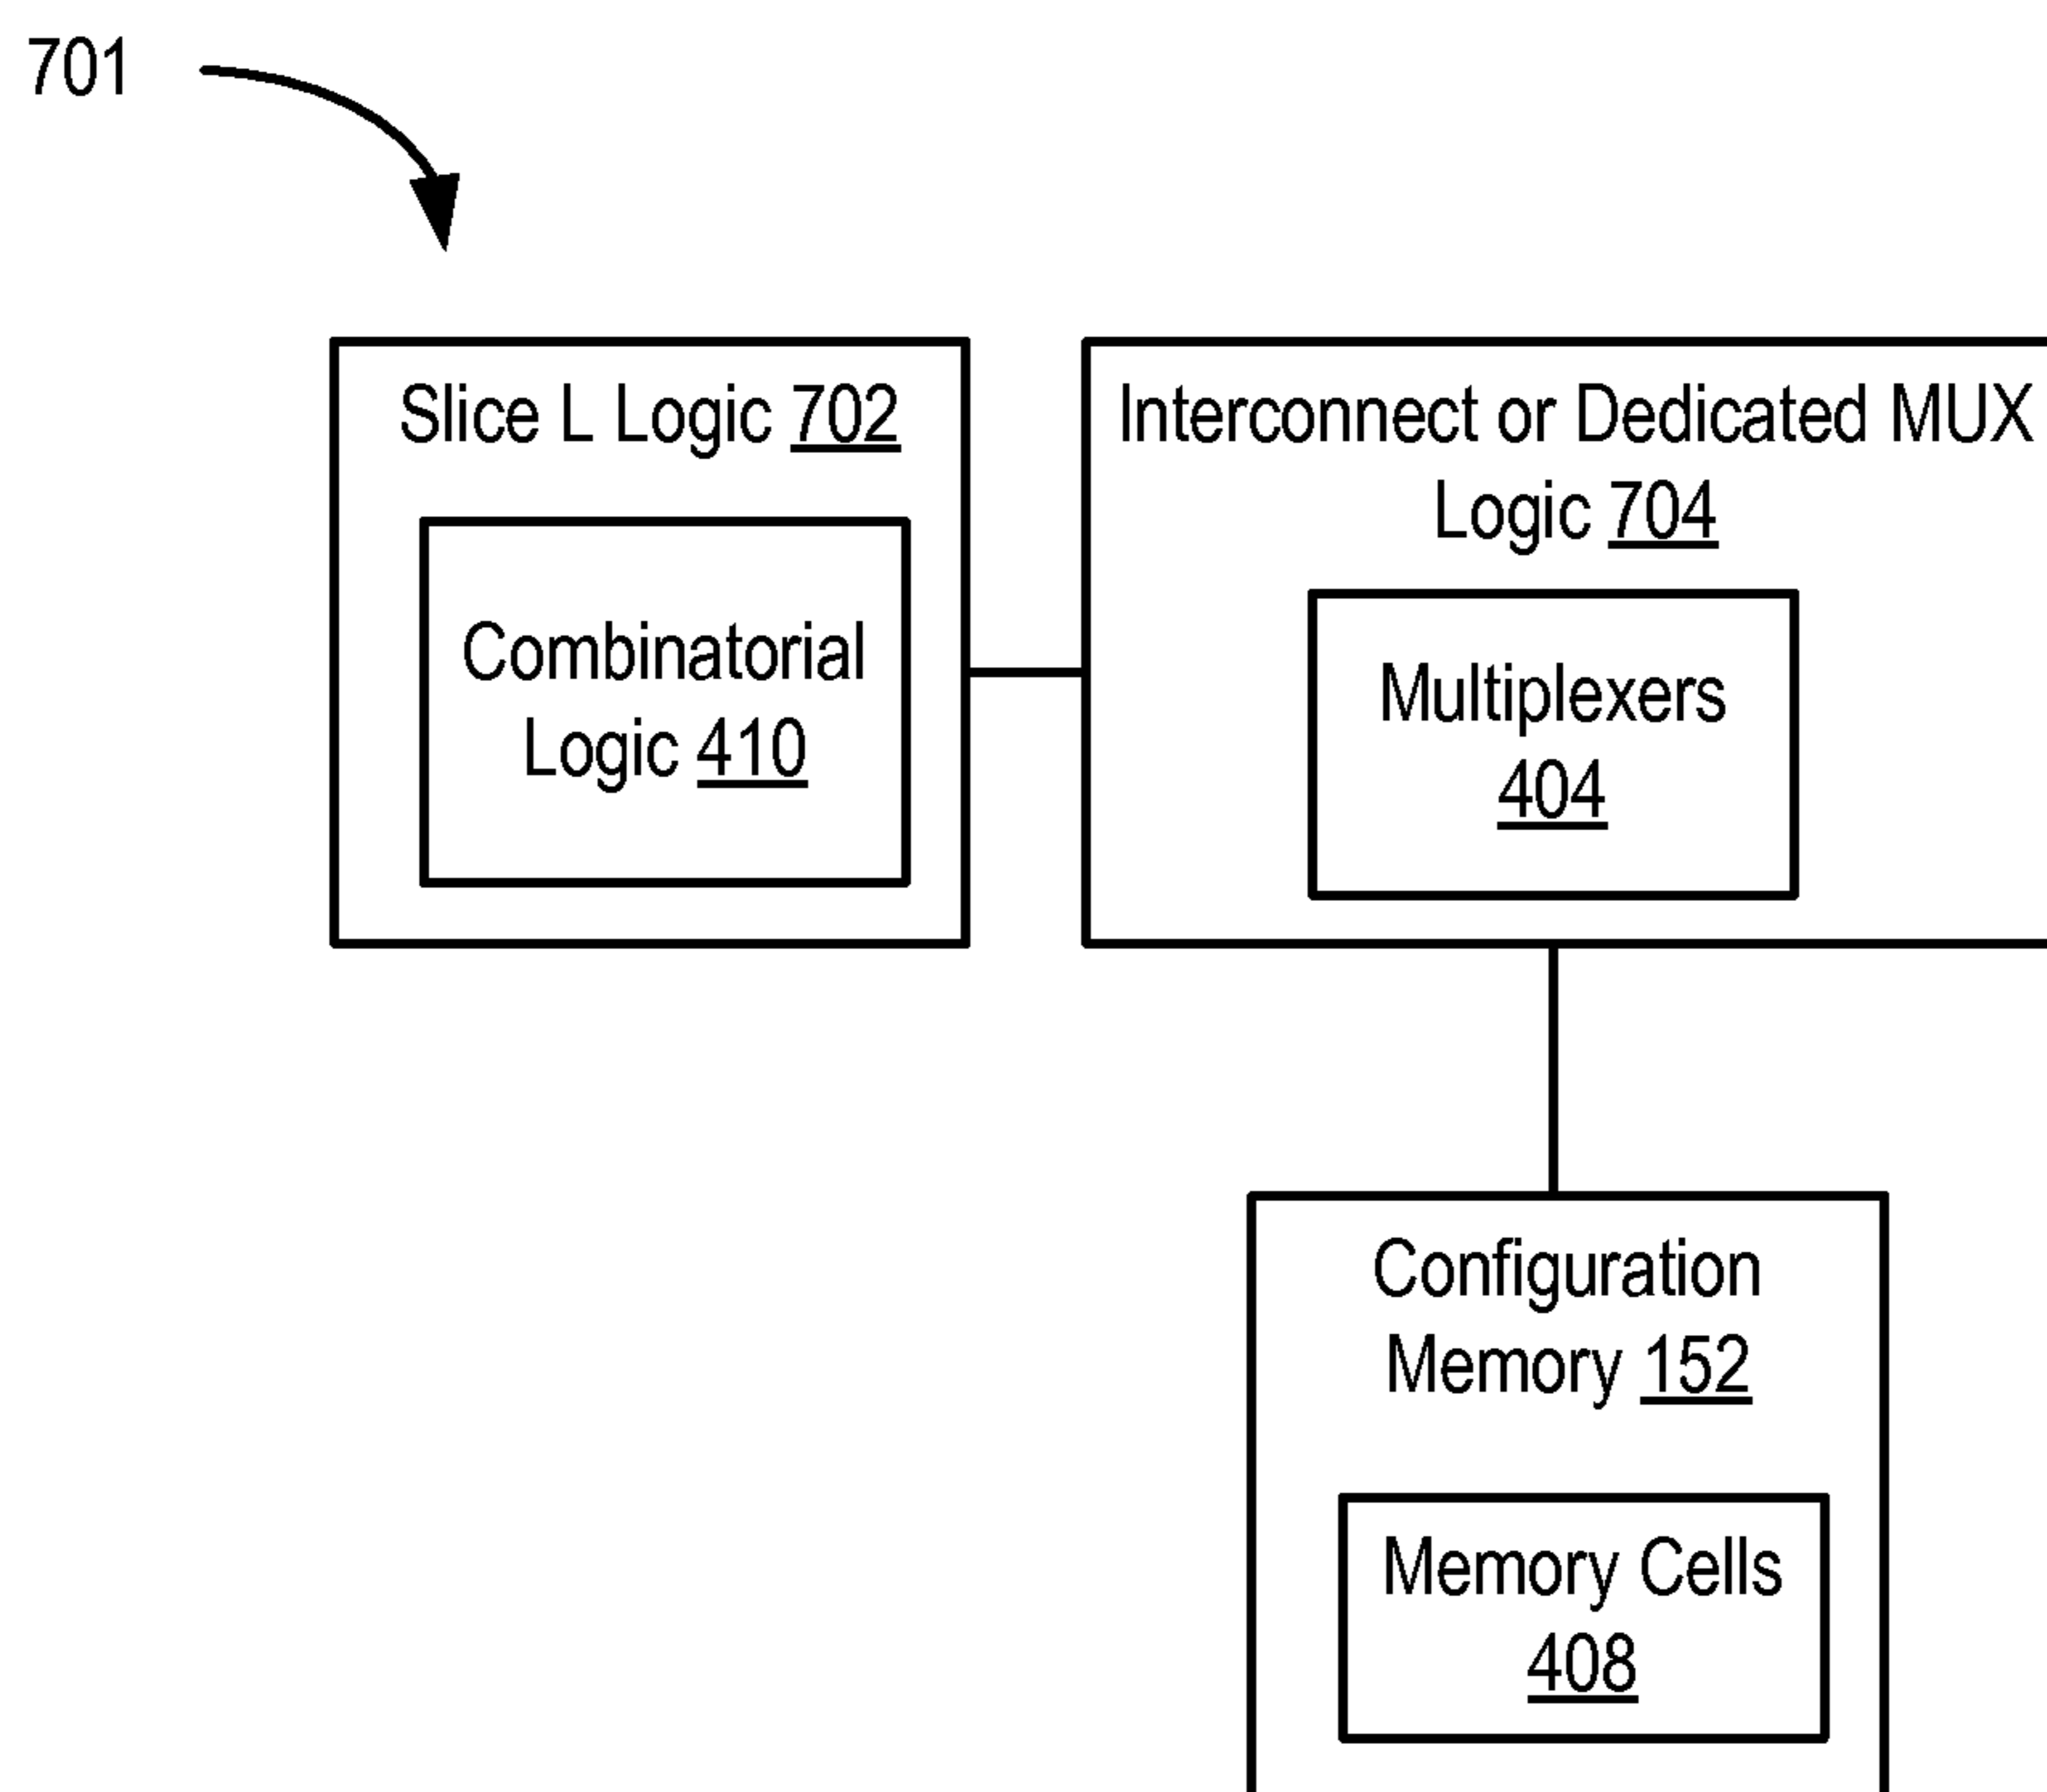 701
Slice L Logic 702
Combinatorial
Logic 410
Interconnect or Dedicated MUX
Logic 704
Multiplexers
404
Configuration
Memory 152
Memory Cells
408